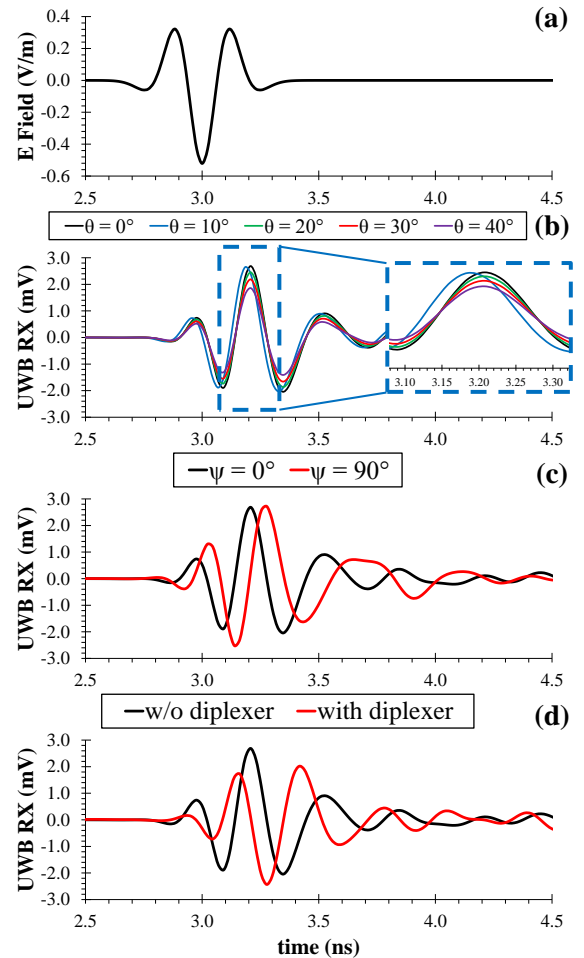 (a)
E Field (V/m)
0.4
0.2
0.0
-0.2
-0.4
-0.6
2.5 3.0 3.5 4.0 4.5
(b)
θ = 0° θ = 10° θ = 20° θ = 30° θ = 40°
UWB RX (mV)
3.0
2.0
1.0
0.0
-1.0
-2.0
-3.0
3.10 3.15 3.20 3.25 3.30
2.5 3.0 3.5 4.0 4.5
(c)
ψ = 0° ψ = 90°
UWB RX (mV)
3.0
2.0
1.0
0.0
-1.0
-2.0
-3.0
2.5 3.0 3.5 4.0 4.5
w/o diplexer with diplexer
(d)
UWB RX (mV)
3.0
2.0
1.0
0.0
-1.0
-2.0
-3.0
2.5 3.0 3.5 4.0 4.5
time (ns)